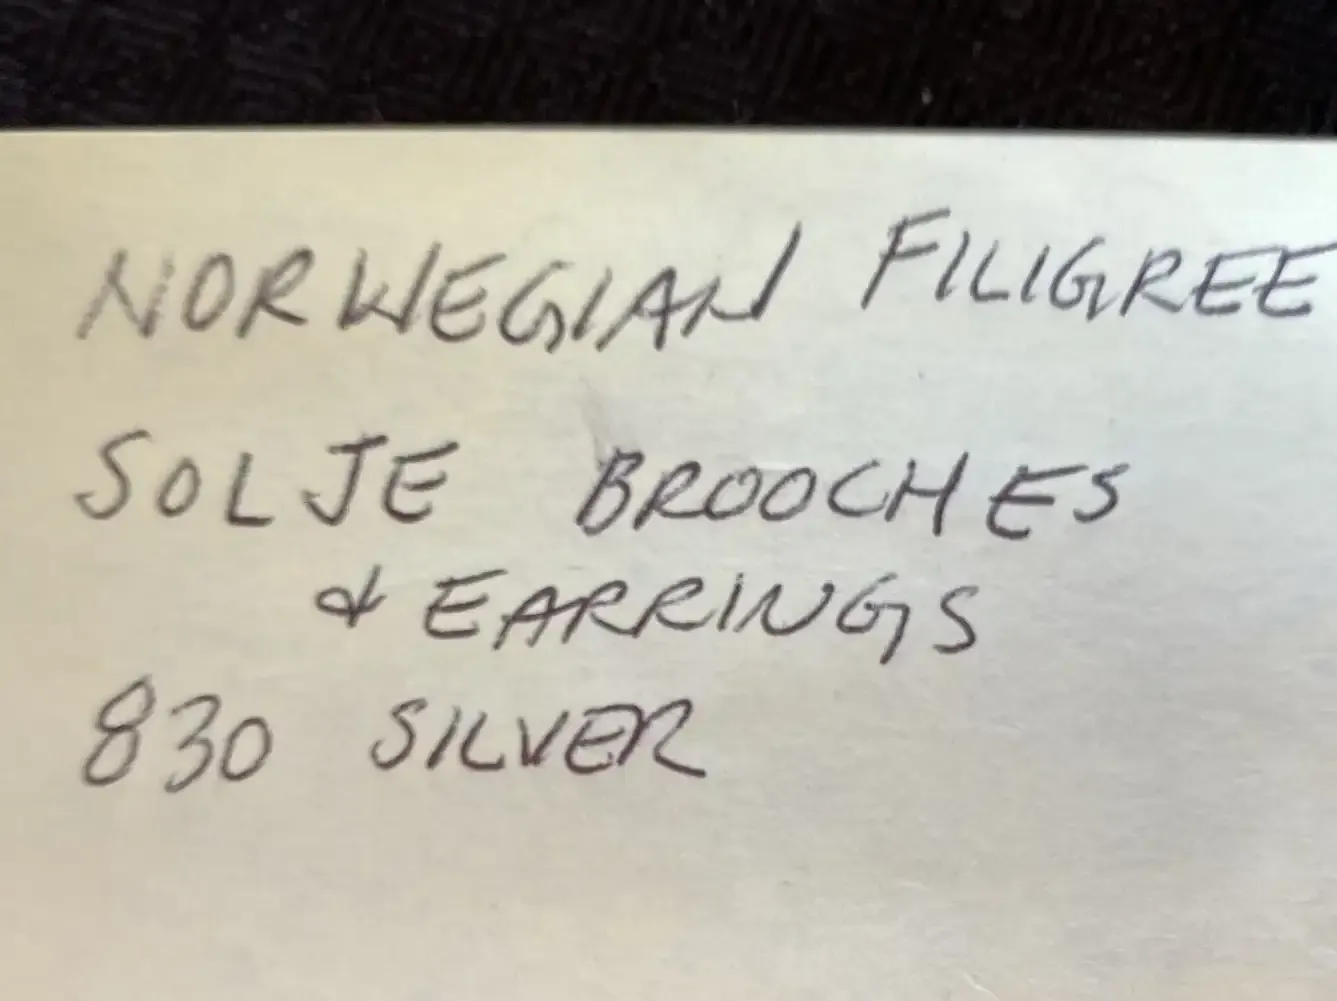 NORWEGIAN FILIGREE
SOLJE BROOCHES
& EARRINGS
830 SILVER